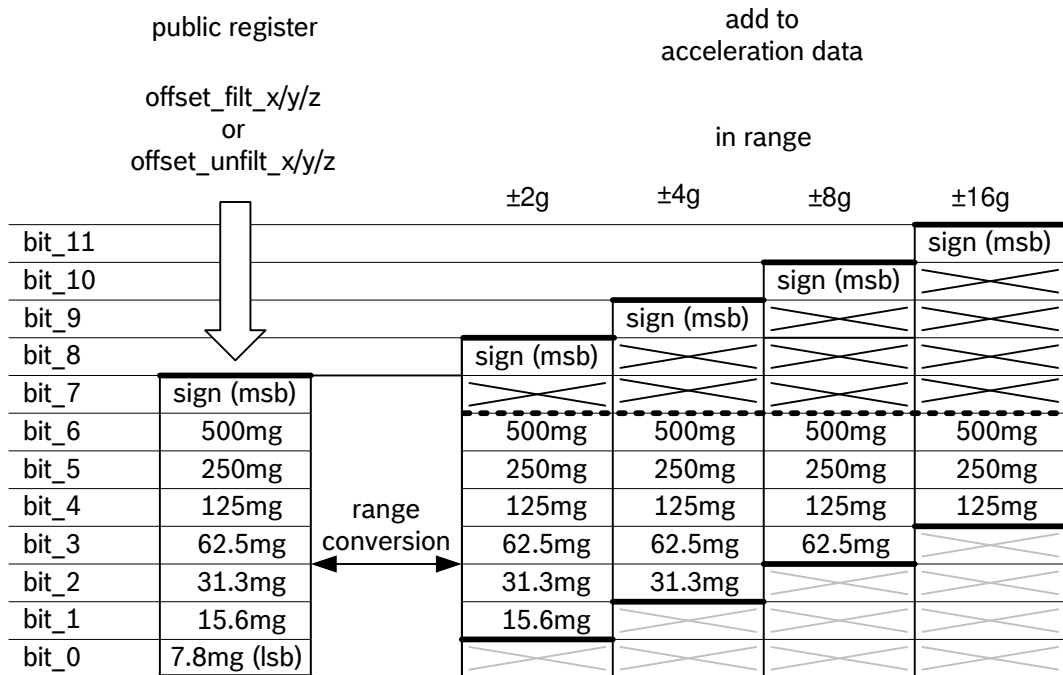 public register
add to
acceleration data
offset_filt_x/y/z
or
offset_unfilt_x/y/z
in range
±2g ±4g ±8g ±16g
bit_11 sign (msb)
bit_10 sign (msb)
bit_9 sign (msb)
bit_8 sign (msb)
bit_7 sign (msb)
bit_6 500mg 500mg 500mg 500mg 500mg
bit_5 250mg 250mg 250mg 250mg 250mg
bit_4 125mg 125mg 125mg 125mg 125mg
range
conversion
bit_3 62.5mg 62.5mg 62.5mg 62.5mg
bit_2 31.3mg 31.3mg 31.3mg
bit_1 15.6mg 15.6mg
bit_0 7.8mg (lsb)